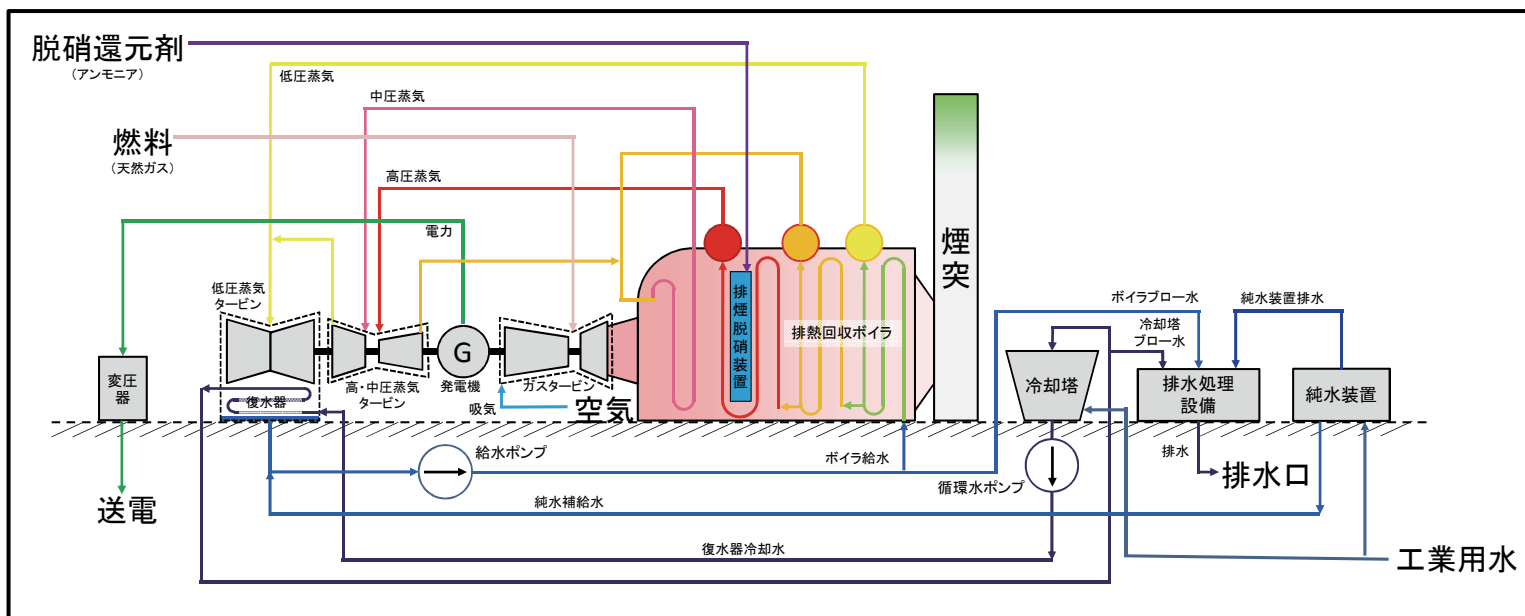 脱硝還元剤
（アンモニア）
低圧蒸気
中圧蒸気
燃料
（天然ガス）
高圧蒸気
電力
煙突
低圧蒸気
タービン
G
排煙脱硝装置
排熱回収ボイラ
ボイラブロー水
純水装置排水
冷却塔
ブロー水
変圧
器
高・中圧蒸気
タービン
発電機
ガスタービン
冷却塔
排水処理
設備
純水装置
復水器
吸気
空気
給水ポンプ
ボイラ給水
循環水ポンプ
排水
排水口
送電
純水補給水
復水器冷却水
工業用水